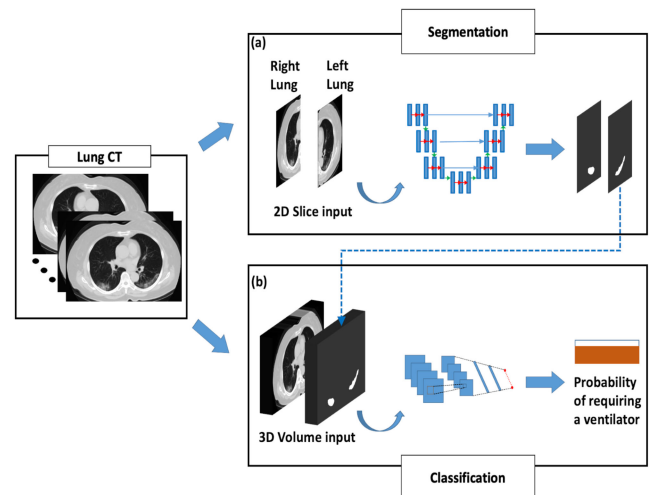 Segmentation
(a)
Right
Lung
Left
Lung
2D Slice input
Lung CT
(b)
3D Volume input
Probability
of requiring
a ventilator
Classification